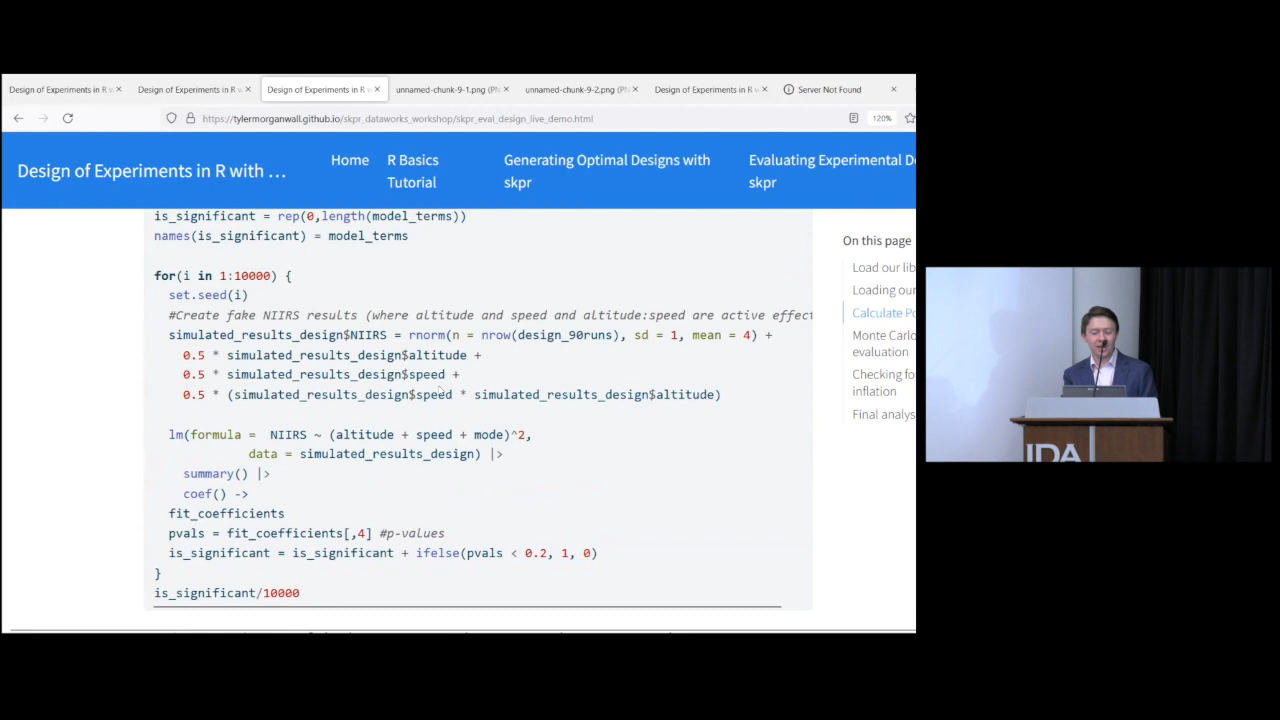 Design of Experiments in R w
Design of Experiments in R w
Design of Experiments in R w
unnamed-chunk-9-1.png (PN
unnamed-chunk-9-2.png (PN
Design of Experiments in R w
Server Not Found
https://tylermorganwall.github.io/skpr_dataworks_workshop/skpr_eval_design_live_demo.html
120%
Design of Experiments in R with ...
Home
R Basics
Tutorial
Generating Optimal Designs with
skpr
Evaluating Experimental D
skpr
is_significant = rep(0,length(model_terms))
names(is_significant) = model_terms
for(i in 1:10000) {
set.seed(i)
#Create fake NIIRS results (where altitude and speed and altitude:speed are active effect
simulated_results_design$NIIRS = rnorm(n = nrow(design_90runs), sd = 1, mean = 4) +
0.5 * simulated_results_design$altitude +
0.5 * simulated_results_design$speed +
0.5 * (simulated_results_design$speed * simulated_results_design$altitude)
lm(formula =  NIIRS ~ (altitude + speed + mode)^2,
data = simulated_results_design) |>
summary() |>
coef() ->
fit_coefficients
pvals = fit_coefficients[,4] #p-values
is_significant = is_significant + ifelse(pvals < 0.2, 1, 0)
}
is_significant/10000
On this page
Load our lib
Loading our
Calculate Po
Monte Carlo
evaluation
Checking fo
inflation
Final analys
IDA